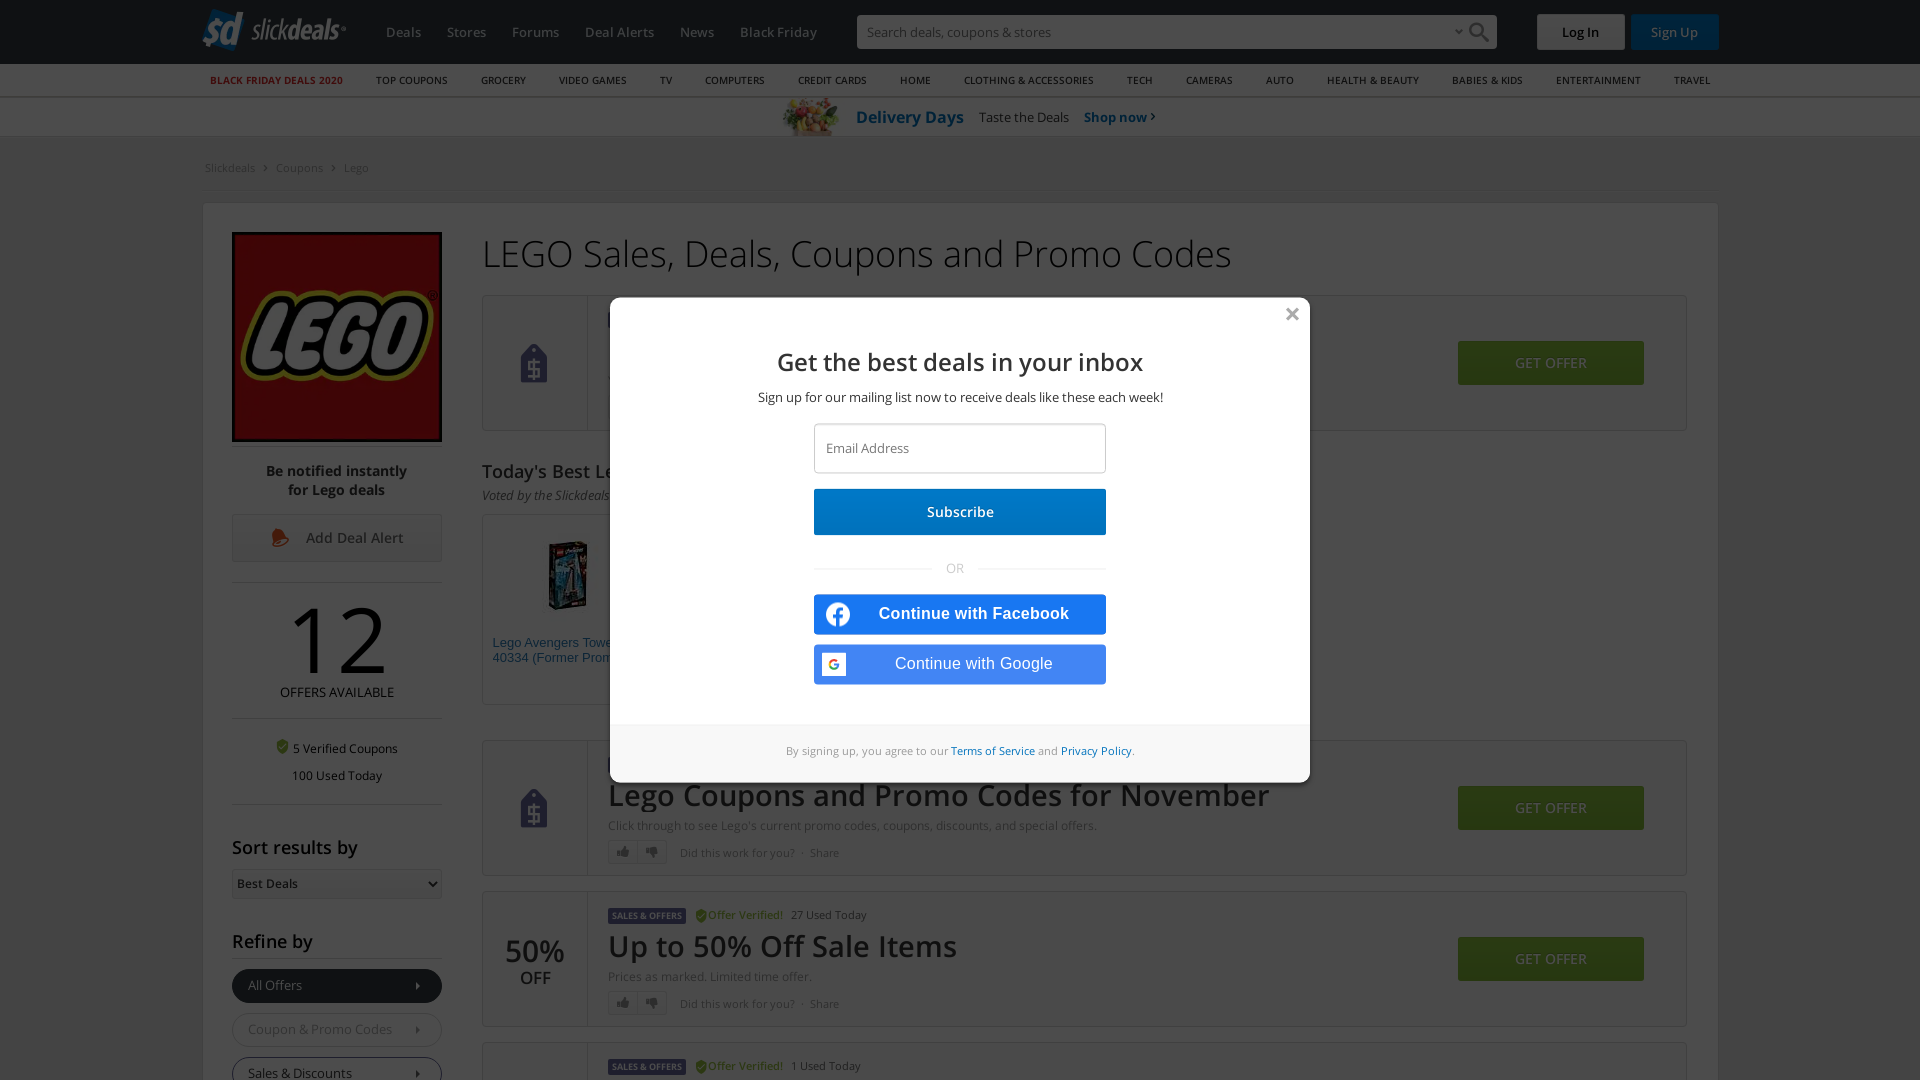 sd slickdeals
Deals Stores Forums Deal Alerts News Black Friday
Search deals, coupons & stores
Log In Sign Up
BLACK FRIDAY DEALS 2020 TOP COUPONS GROCERY VIDEO GAMES TV COMPUTERS CREDIT CARDS HOME CLOTHING & ACCESSORIES TECH CAMERAS AUTO HEALTH & BEAUTY BABIES & KIDS ENTERTAINMENT TRAVEL
Delivery Days Taste the Deals Shop now
Slickdeals Coupons Lego
LEGO
Be notified instantly
for Lego deals
Add Deal Alert
12
OFFERS AVAILABLE
5 Verified Coupons
100 Used Today
Sort results by
Best Deals
Refine by
All Offers
Coupon & Promo Codes
Sales & Discounts
LEGO Sales, Deals, Coupons and Promo Codes
GET OFFER
Today's Best
Voted by the Slickdeals
Lego Avengers
40334 (Former
Get the best deals in your inbox
Sign up for our mailing list now to receive deals like these each week!
Email Address
Subscribe
OR
Continue with Facebook
Continue with Google
By signing up, you agree to our Terms of Service and Privacy Policy.
Lego Coupons and Promo Codes for November
Click through to see Lego's current promo codes, coupons, discounts, and special offers.
Did this work for you? · Share
GET OFFER
50%
OFF
SALES & OFFERS Offer Verified! 27 Used Today
Up to 50% Off Sale Items
Prices as marked. Limited time offer.
Did this work for you? · Share
GET OFFER
SALES & OFFERS Offer Verified! 1 Used Today